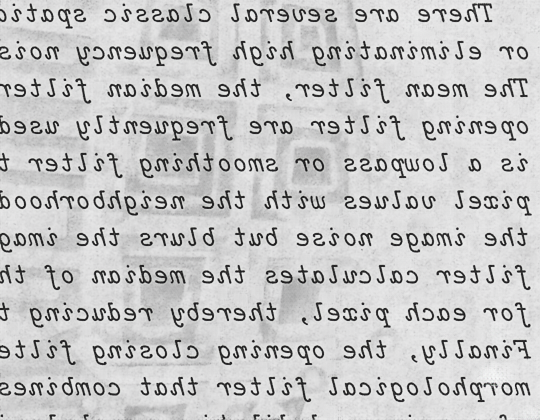 There are several classic spatia
or eliminating high frequency nois
The mean filter, the median filter
opening filter are frequently used
is a lowpass or smoothing filter t
pixel values with the neighborhood
the image noise but blurs the imag
filter calculates the median of th
for each pixel, thereby reducing t
Finally, the opening closing filte
morphological filter that combines